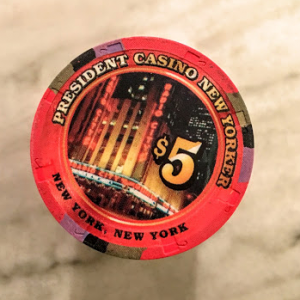 PRESIDENT CASINO NEW YORKER
$5
NEW YORK, NEW YORK